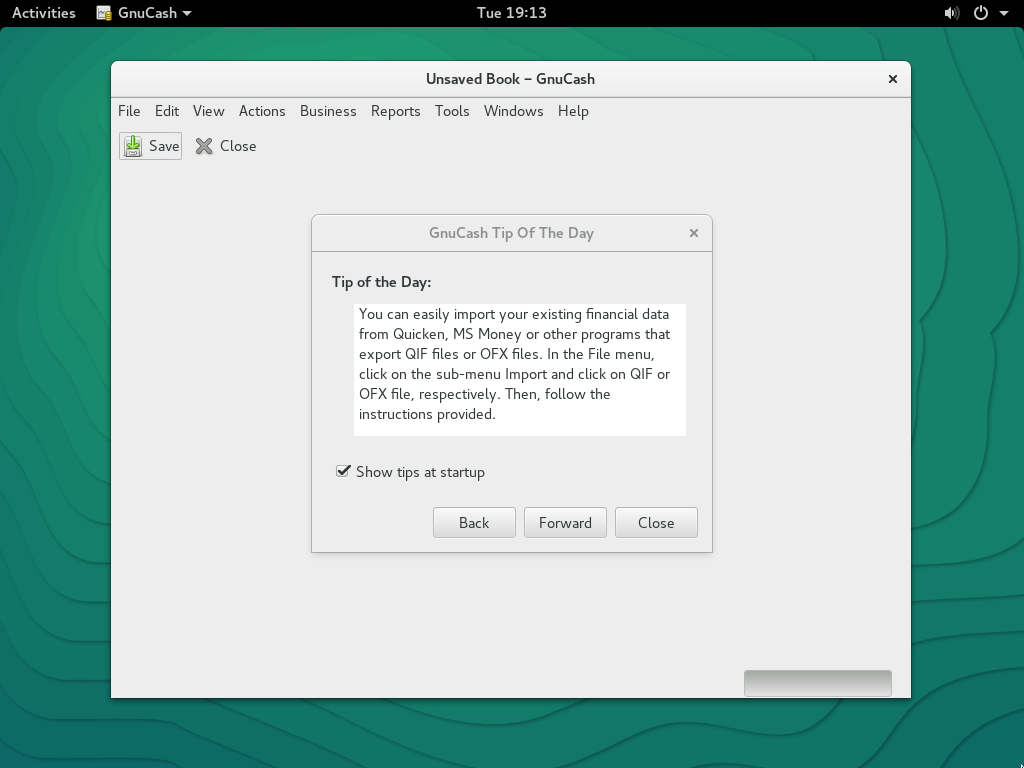 Activities GnuCash Tue 19:13
Unsaved Book – GnuCash
File Edit View Actions Business Reports Tools Windows Help
Save Close
GnuCash Tip Of The Day
Tip of the Day:
You can easily import your existing financial data
from Quicken, MS Money or other programs that
export QIF files or OFX files. In the File menu,
click on the sub-menu Import and click on QIF or
OFX file, respectively. Then, follow the
instructions provided.
Show tips at startup
Back Forward Close